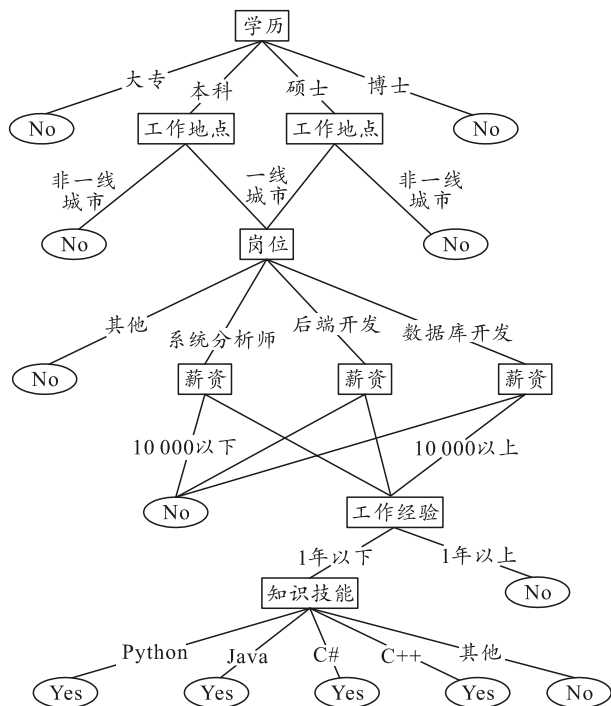 学历
大专
本科
硕士
博士
No
工作地点
工作地点
No
非一线
城市
一线
城市
非一线
城市
No
岗位
No
其他
系统分析师
后端开发
数据库开发
No
薪资
薪资
薪资
10 000以下
10 000以上
No
工作经验
1年以下
1年以上
知识技能
No
Python
Java
C#
C++
其他
Yes
Yes
Yes
Yes
No